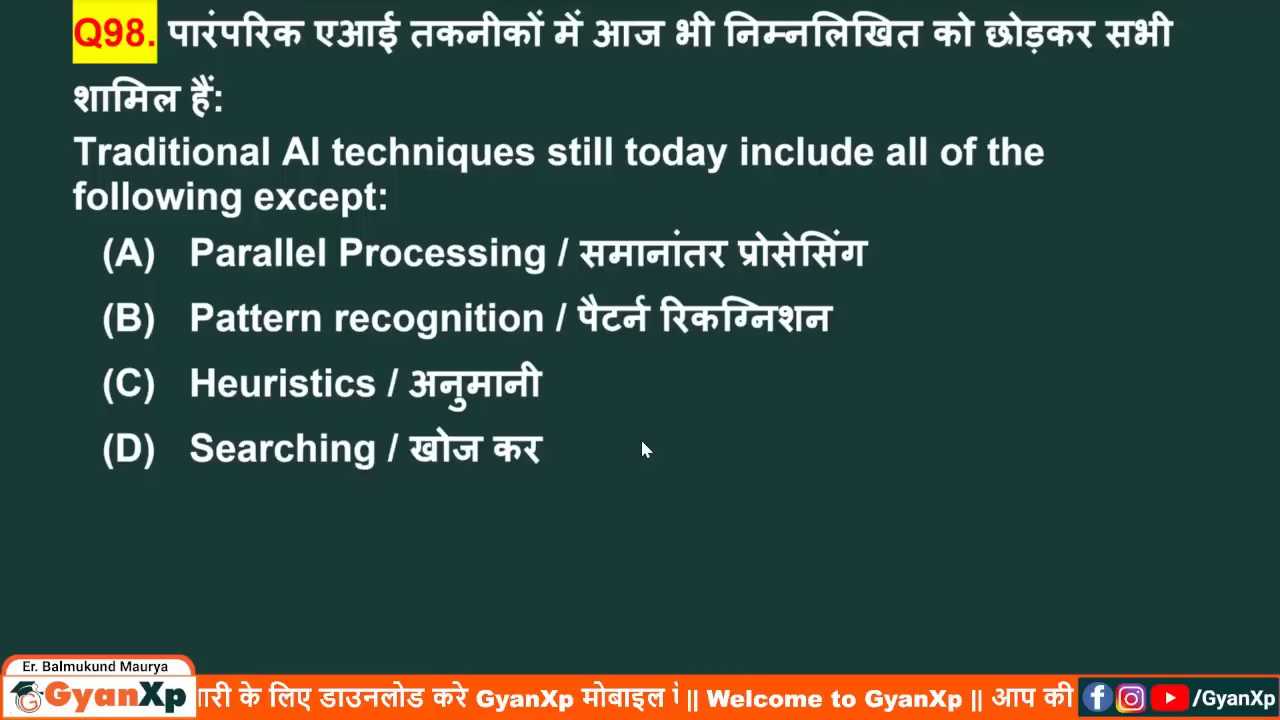 Q98. पारंपरिक एआई तकनीकों में आज भी निम्नलिखित को छोड़कर सभी
शामिल हैं:
Traditional AI techniques still today include all of the
following except:
(A) Parallel Processing / समानांतर प्रोसेसिंग
(B) Pattern recognition / पैटर्न रिकग्निशन
(C) Heuristics / अनुमानी
(D) Searching / खोज कर
Er. Balmukund Maurya
GyanXp
के लिए डाउनलोड करे GyanXp मोबाइल || Welcome to GyanXp || आप की
/GyanXp